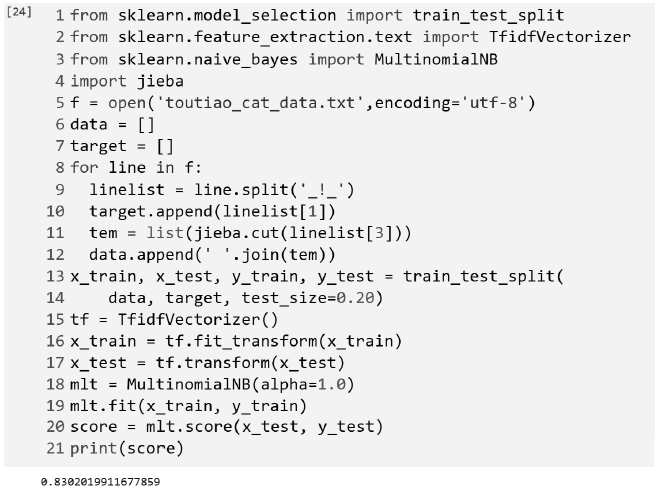 [24] 1 from sklearn.model_selection import train_test_split
2 from sklearn.feature_extraction.text import TfidfVectorizer
3 from sklearn.naive_bayes import MultinomialNB
4 import jieba
5 f = open('toutiao_cat_data.txt',encoding='utf-8')
6 data = []
7 target = []
8 for line in f:
9   linelist = line.split('_!_')
10   target.append(linelist[1])
11   tem = list(jieba.cut(linelist[3]))
12   data.append(' '.join(tem))
13 x_train, x_test, y_train, y_test = train_test_split(
14     data, target, test_size=0.20)
15 tf = TfidfVectorizer()
16 x_train = tf.fit_transform(x_train)
17 x_test = tf.transform(x_test)
18 mlt = MultinomialNB(alpha=1.0)
19 mlt.fit(x_train, y_train)
20 score = mlt.score(x_test, y_test)
21 print(score)
0.8302019911677859